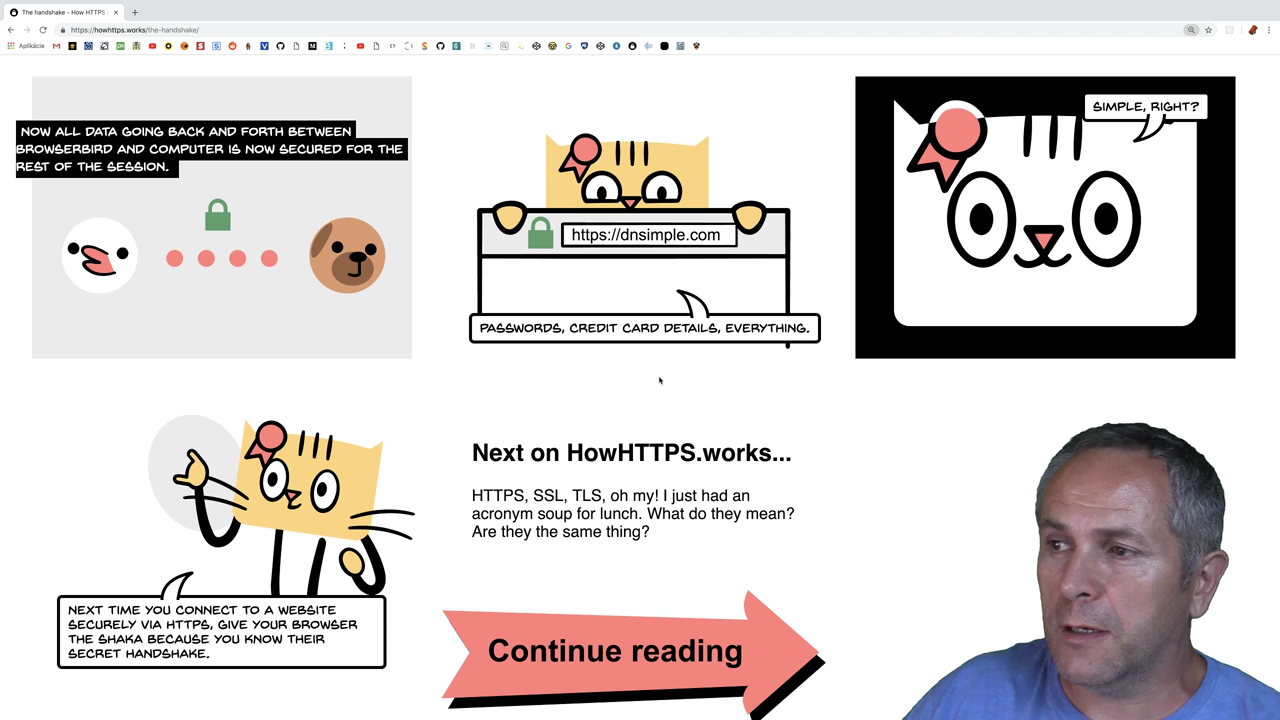 The handshake - How HTTPS
https://howhttps.works/the-handshake/
Aplikácie
NOW ALL DATA GOING BACK AND FORTH BETWEEN
BROWSERBIRD AND COMPUTER IS NOW SECURED FOR THE
REST OF THE SESSION.
https://dnsimple.com
PASSWORDS, CREDIT CARD DETAILS, EVERYTHING.
SIMPLE, RIGHT?
NEXT TIME YOU CONNECT TO A WEBSITE
SECURELY VIA HTTPS, GIVE YOUR BROWSER
THE SHAKA BECAUSE YOU KNOW THEIR
SECRET HANDSHAKE.
Next on HowHTTPS.works...
HTTPS, SSL, TLS, oh my! I just had an
acronym soup for lunch. What do they mean?
Are they the same thing?
Continue reading